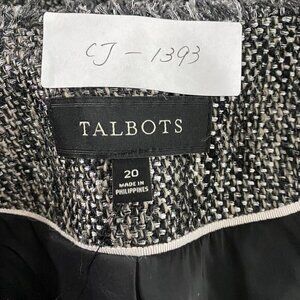 CJ-1393
TALBOTS
20
MADE IN
PHILIPPINES